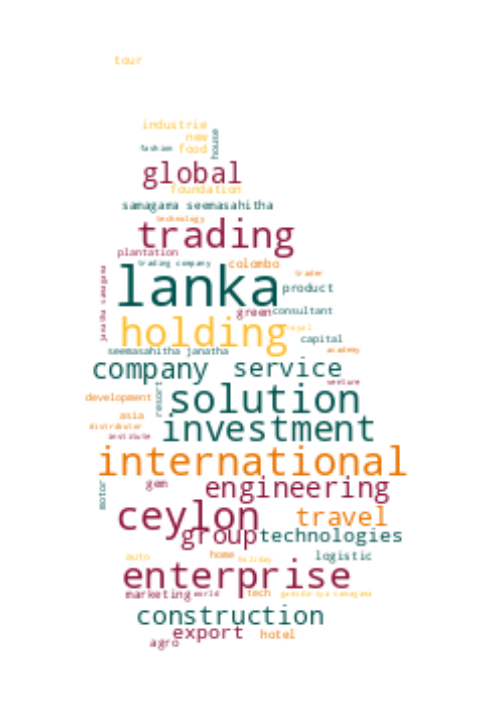 tour
industrie
new
house
fashion food
global
foundation
samagama seemasahitha
technology
trading
plantation
trading company colombo
janatha samagama
trader
lanka
product
green consultant
holding
royal
capital
seemasahitha janatha
academy
company service
venture
development
resort
solution
asia
distributor
investment
institute
international
motor
gem
engineering
ceylon
travel
group technologies
auto
home
holiday
logistic
enterprise
marketing world
tech
construction
export
hotel
agro